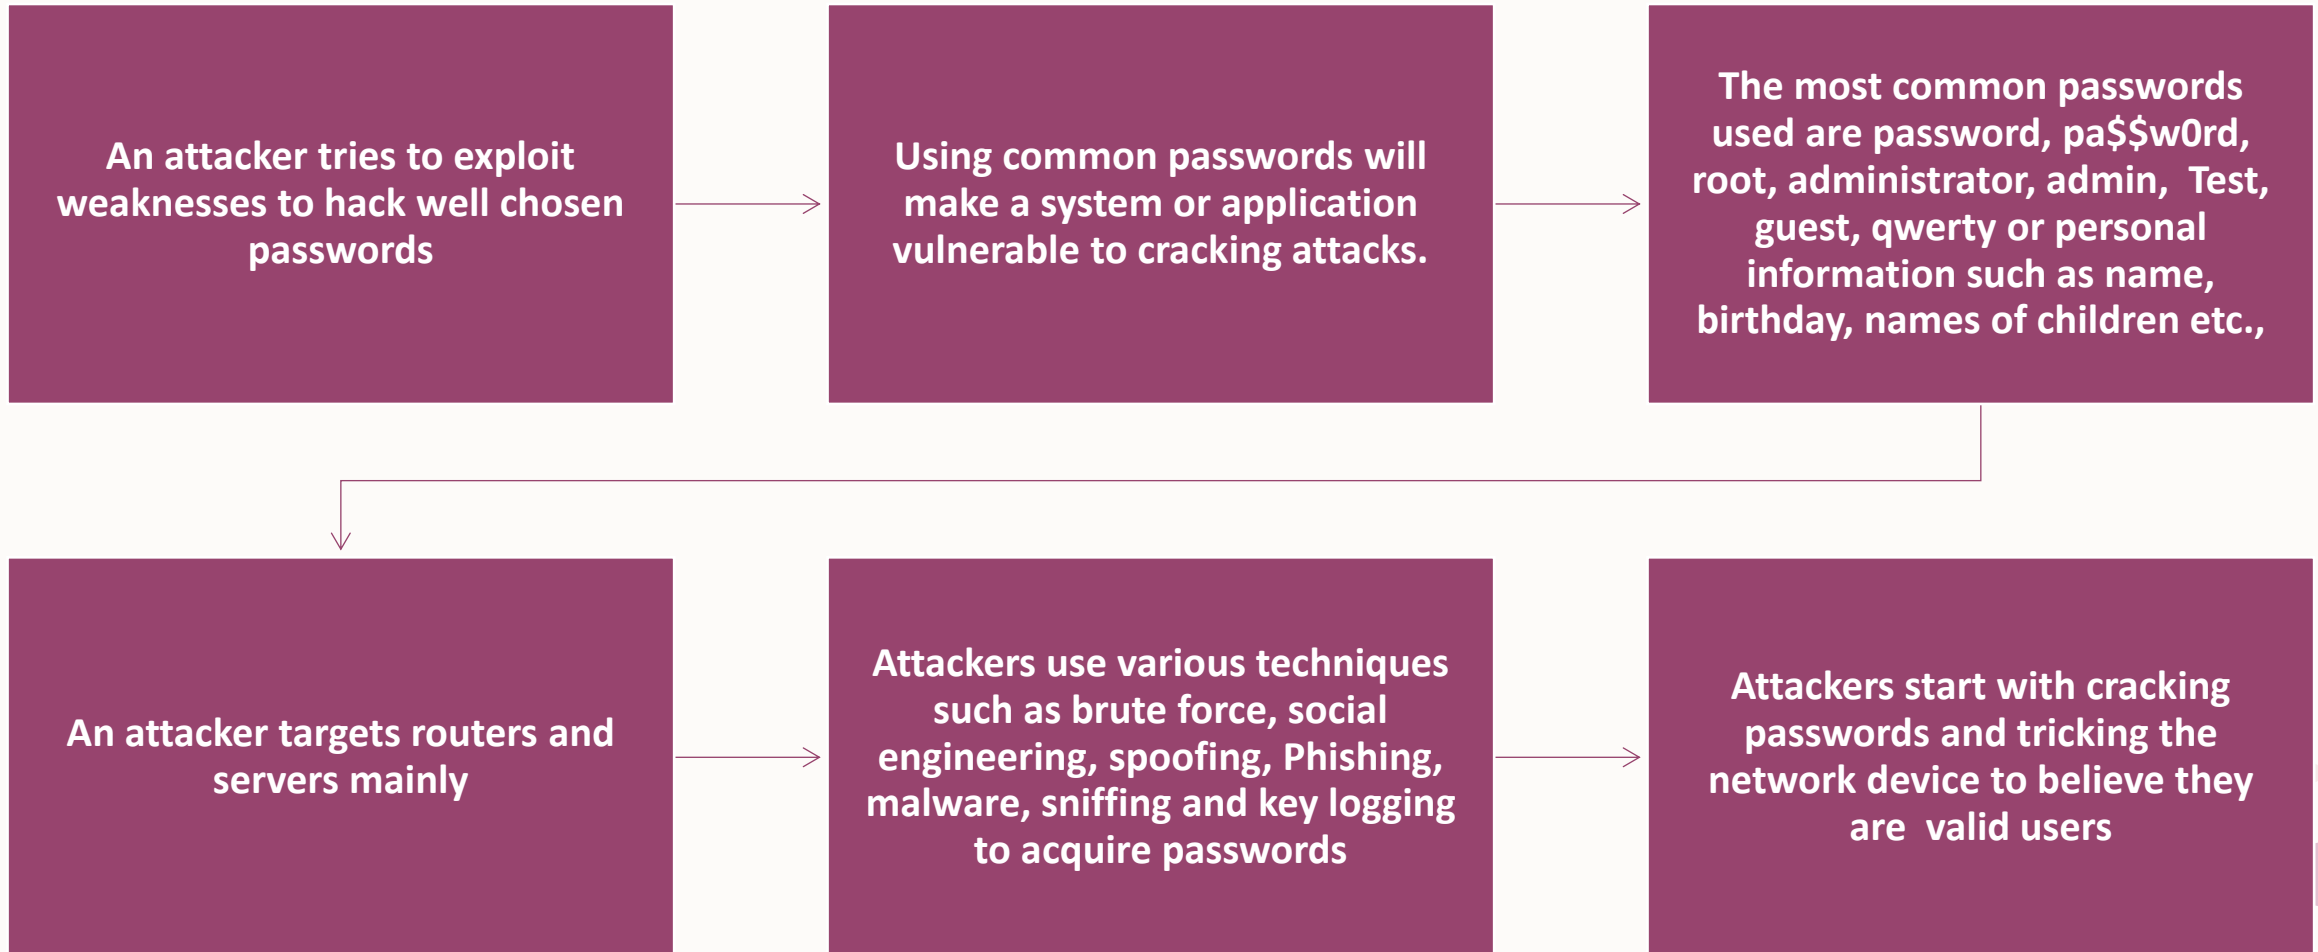 An attacker tries to exploit
weaknesses to hack well chosen
passwords
Using common passwords will
make a system or application
vulnerable to cracking attacks.
The most common passwords
used are password, pa$$w0rd,
root, administrator, admin,  Test,
guest, qwerty or personal
information such as name,
birthday, names of children etc.,
An attacker targets routers and
servers mainly
Attackers use various techniques
such as brute force, social
engineering, spoofing, Phishing,
malware, sniffing and key logging
to acquire passwords
Attackers start with cracking
passwords and tricking the
network device to believe they
are  valid users